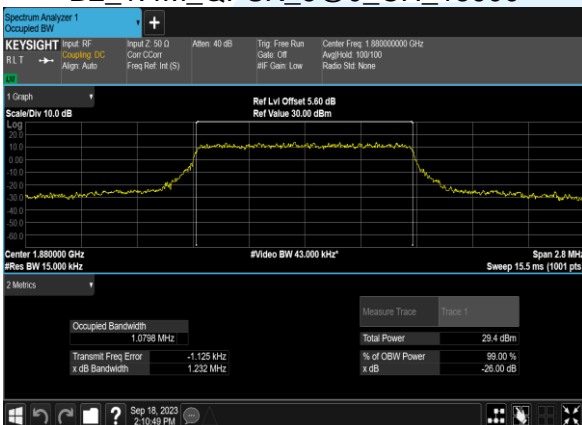 Spectrum Analyzer 1
Occupied BW
+
KEYSIGHT
R L T
LW
Input: RF
Coupling: DC
Align: Auto
Input Z: 50 Ω
Corr CCorr
Freq Ref: Int (S)
Atten: 40 dB
Trig: Free Run
Gate: Off
#IF Gain: Low
Center Freq: 1.880000000 GHz
Avg|Hold: 100/100
Radio Std: None
1 Graph
Scale/Div 10.0 dB
Ref Lvl Offset 5.60 dB
Ref Value 30.00 dBm
Log
20.0
10.0
0.00
-10.0
-20.0
-30.0
-40.0
-50.0
-60.0
Center 1.880000 GHz
#Res BW 15.000 kHz
#Video BW 43.000 kHz*
Span 2.8 MHz
Sweep 15.5 ms (1001 pts
2 Metrics
Measure Trace Trace 1
Occupied Bandwidth
1.0798 MHz
Total Power 29.4 dBm
Transmit Freq Error -1.125 kHz
% of OBW Power 99.00 %
x dB Bandwidth 1.232 MHz
x dB -26.00 dB
?
Sep 18, 2023
2:10:49 PM